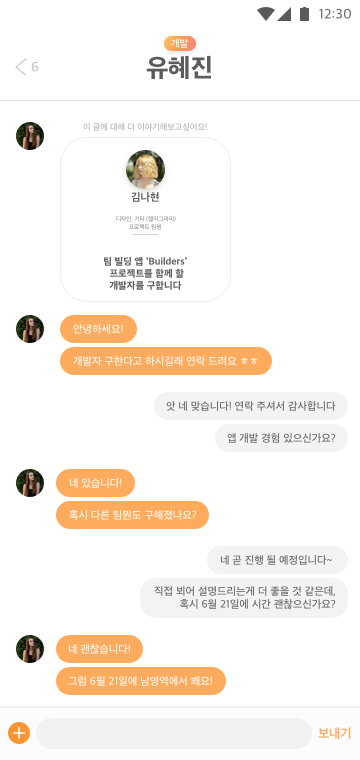 12:30
개발
6
유혜진
이 글에 대해 더 이야기해보고싶어요!
김나현
디자인, 기타 (캘리그라피)
프로젝트 팀원
팀 빌딩 앱 ‘Builders’
프로젝트를 함께 할
개발자를 구합니다
안녕하세요!
개발자 구한다고 하시길래 연락 드려요 ㅎㅎ
앗 네 맞습니다! 연락 주셔서 감사합니다
앱 개발 경험 있으신가요?
네 있습니다!
혹시 다른 팀원도 구해졌나요?
네 곧 진행 될 예정입니다~
직접 뵈어 설명드리는게 더 좋을 것 같은데,
혹시 6월 21일에 시간 괜찮으신가요?
네 괜찮습니다!
그럼 6월 21일에 남영역에서 봬요!
보내기